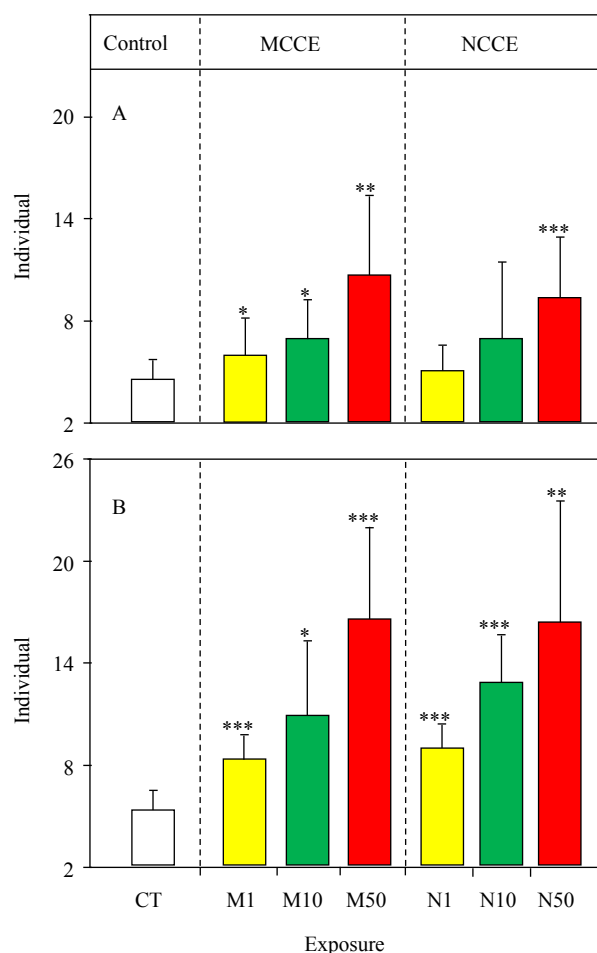 Control MCCE NCCE
A
20
14
8
2
Individual
* * ** ***
B
26
20
14
8
2
Individual
*** * *** *** *** **
CT M1 M10 M50 N1 N10 N50
Exposure